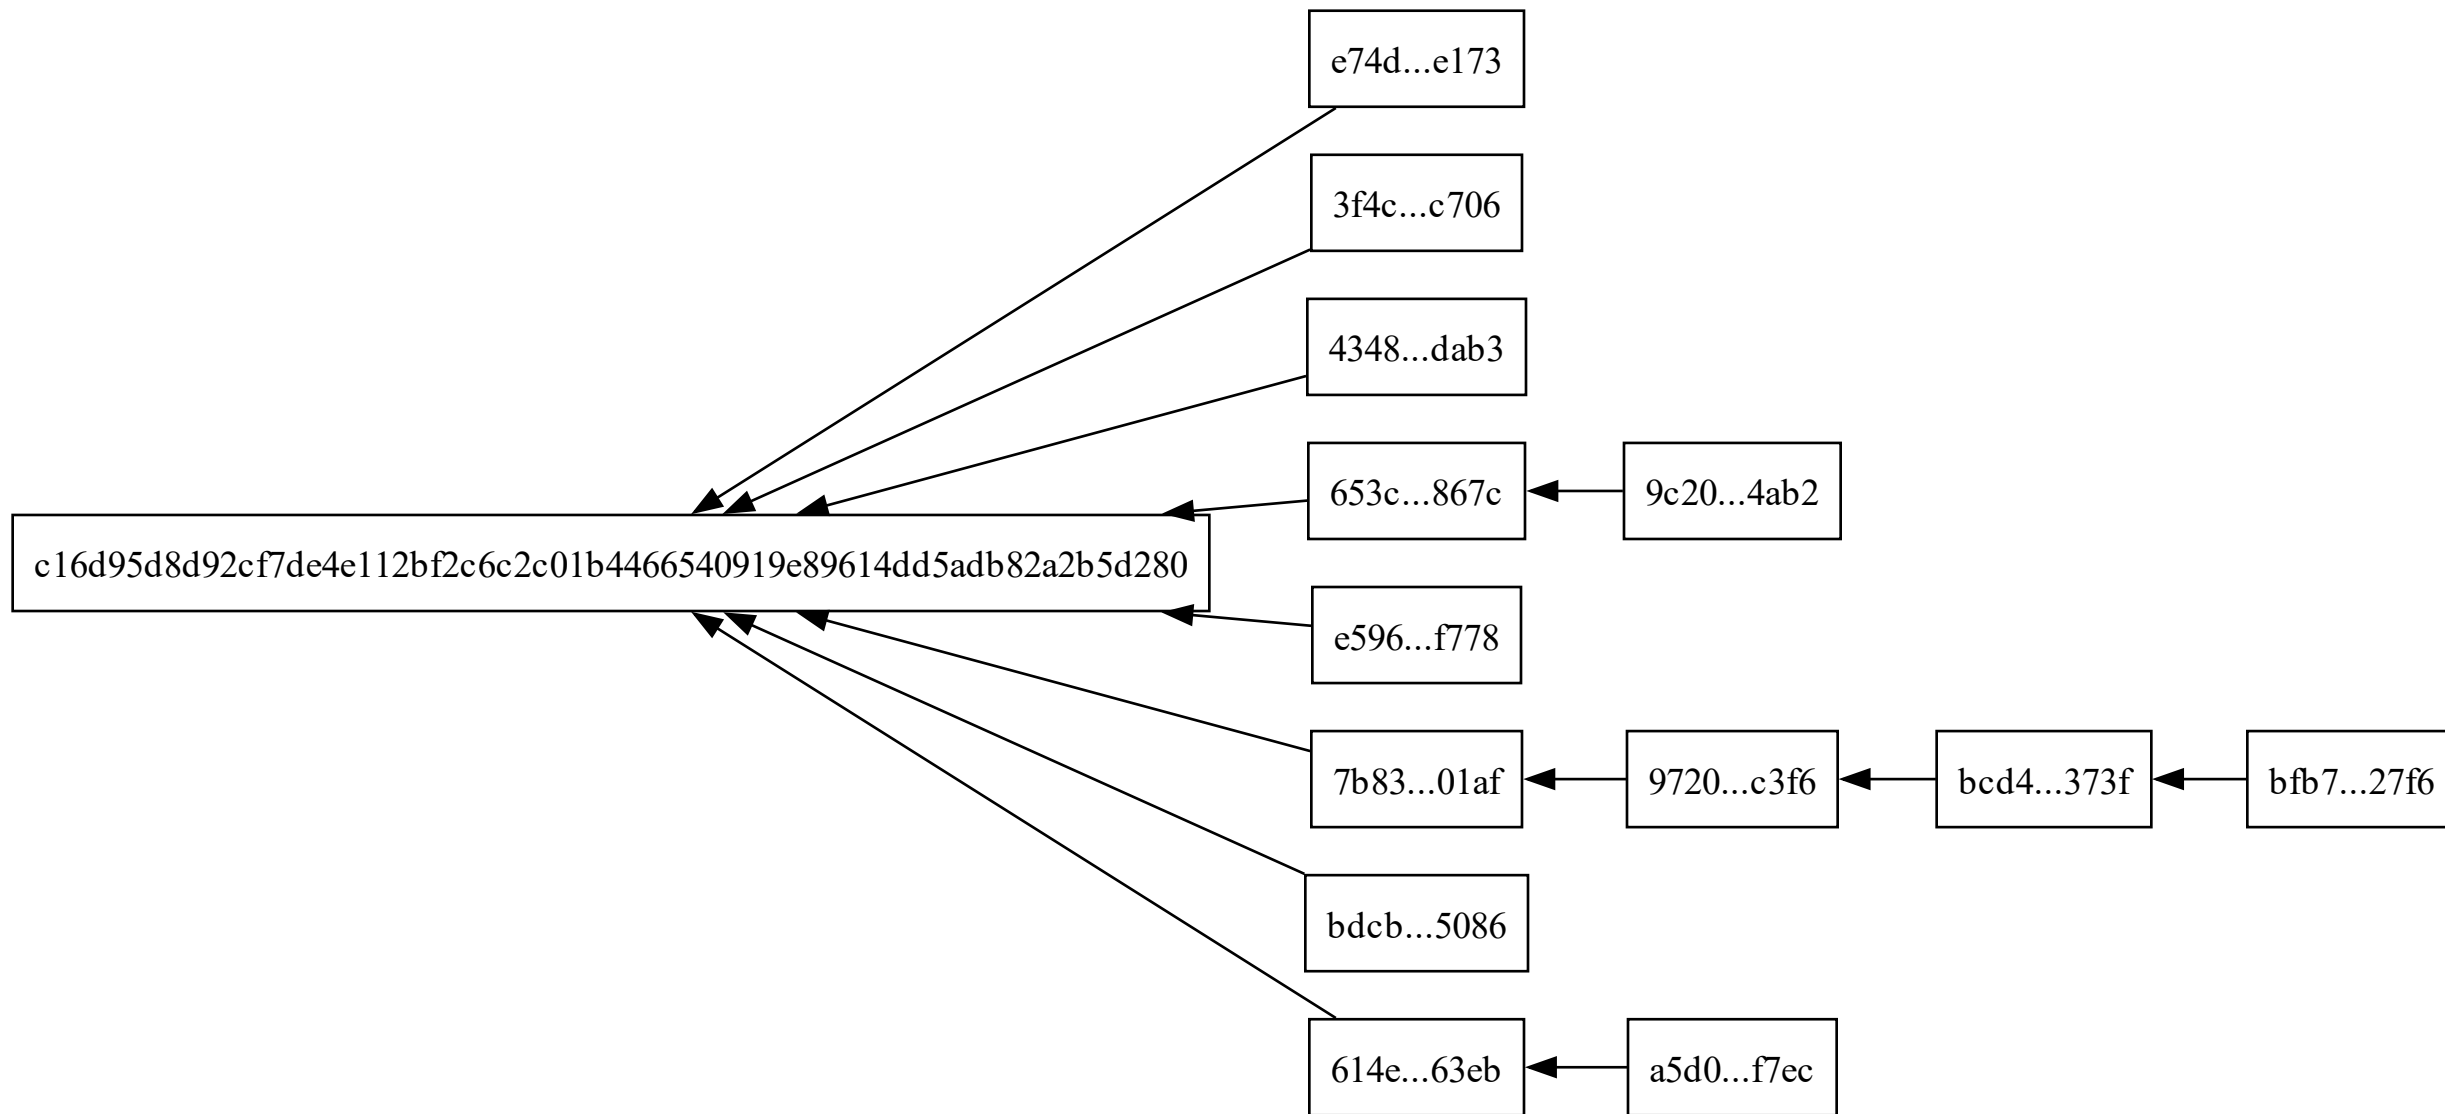 e74d...e173
3f4c...c706
4348...dab3
653c...867c
9c20...4ab2
c16d95d8d92cf7de4e112bf2c6c2c01b4466540919e89614dd5adb82a2b5d280
e596...f778
7b83...01af
9720...c3f6
bcd4...373f
bfb7...27f6
bdcb...5086
614e...63eb
a5d0...f7ec